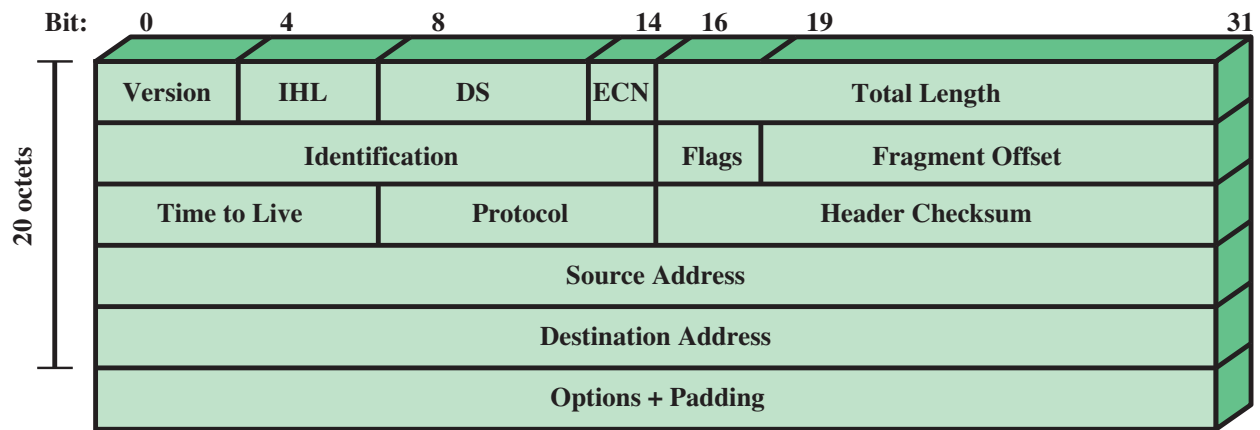 Bit: 0 4 8 14 16 19 31
Version IHL DS ECN Total Length
Identification Flags Fragment Offset
Time to Live Protocol Header Checksum
Source Address
Destination Address
Options + Padding
20 octets